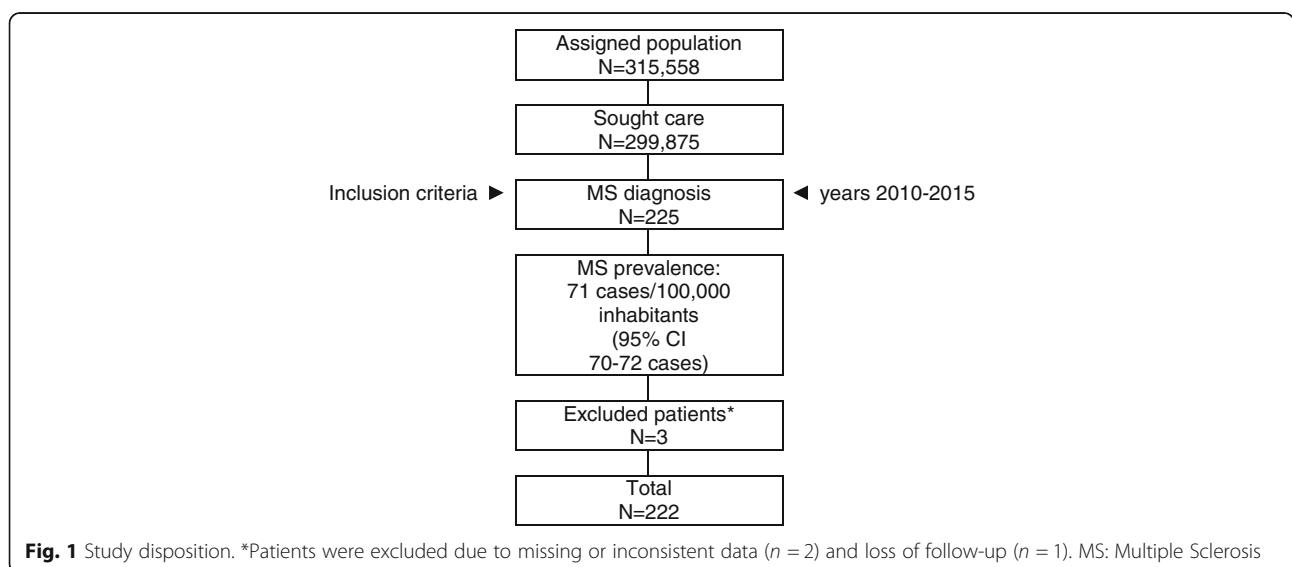 Assigned population
N=315,558
Sought care
N=299,875
Inclusion criteria ► MS diagnosis ◄ years 2010-2015
N=225
MS prevalence:
71 cases/100,000
inhabitants
(95% CI
70-72 cases)
Excluded patients*
N=3
Total
N=222
Fig. 1 Study disposition. *Patients were excluded due to missing or inconsistent data (n = 2) and loss of follow-up (n = 1). MS: Multiple Sclerosis